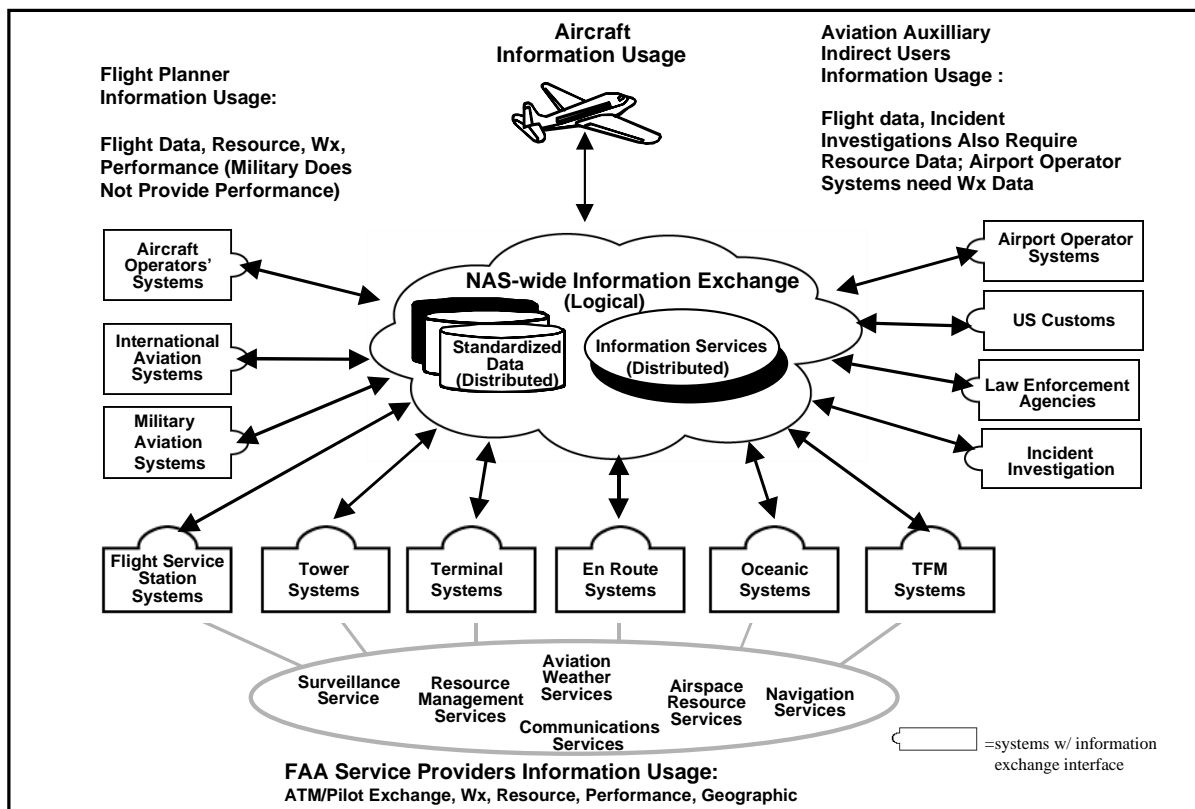 Aircraft
Information Usage
Flight Planner
Information Usage:
Flight Data, Resource, Wx,
Performance (Military Does
Not Provide Performance)
Aviation Auxilliary
Indirect Users
Information Usage :
Flight data, Incident
Investigations Also Require
Resource Data; Airport Operator
Systems need Wx Data
Aircraft
Operators’
Systems
International
Aviation
Systems
Military
Aviation
Systems
NAS-wide Information Exchange
(Logical)
Standardized
Data
(Distributed)
Information Services
(Distributed)
Airport Operator
Systems
US Customs
Law Enforcement
Agencies
Incident
Investigation
Flight Service
Station
Systems
Tower
Systems
Terminal
Systems
En Route
Systems
Oceanic
Systems
TFM
Systems
Surveillance
Service
Resource
Management
Services
Aviation
Weather
Services
Communications
Services
Airspace
Resource
Services
Navigation
Services
=systems w/ information
exchange interface
FAA Service Providers Information Usage:
ATM/Pilot Exchange, Wx, Resource, Performance, Geographic